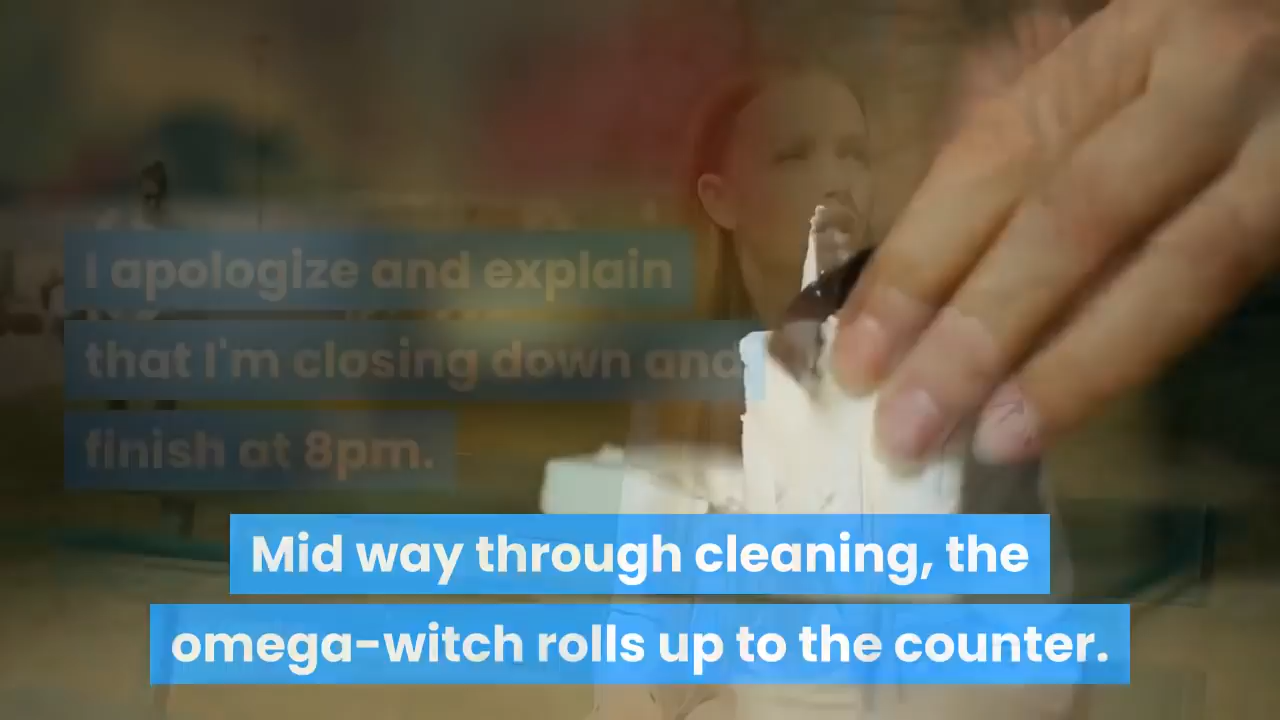 I apologize and explain
that I'm closing down and
finish at 8pm.
Mid way through cleaning, the
omega-witch rolls up to the counter.